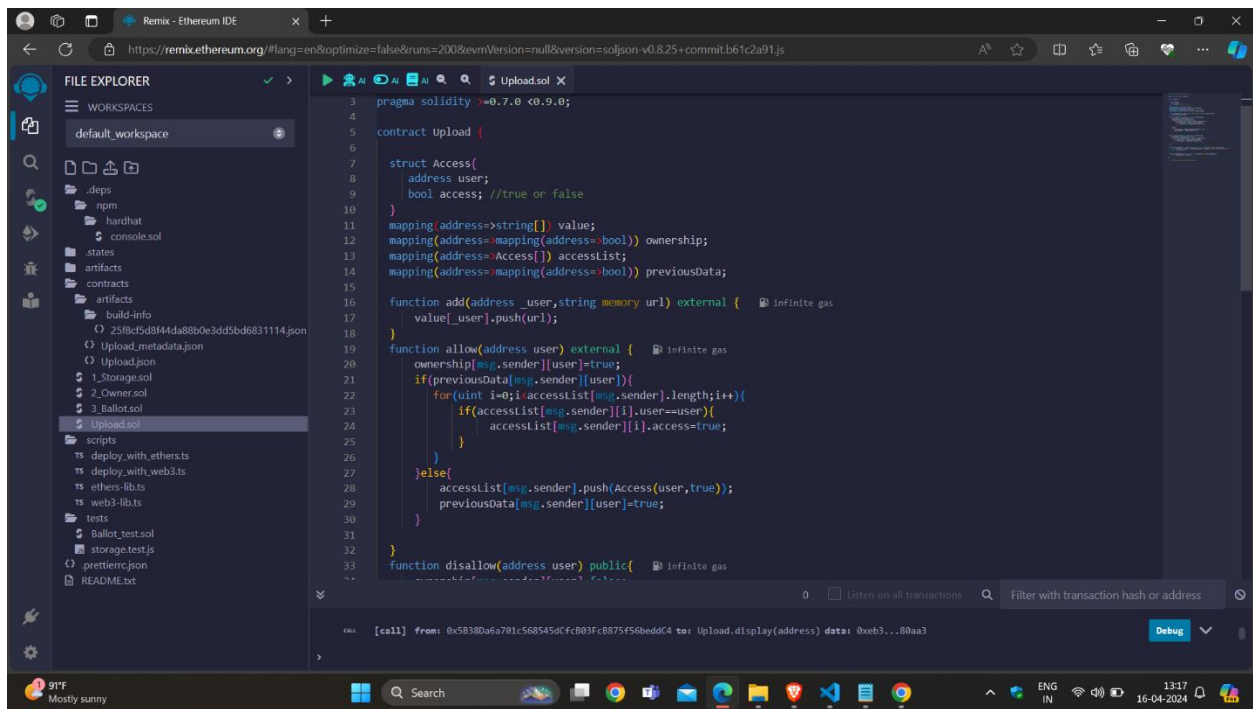 Remix - Ethereum IDE
https://remix.ethereum.org/#lang=en&optimize=false&runs=200&evmVersion=null&version=soljson-v0.8.25+commit.b61c2a91.js
FILE EXPLORER
WORKSPACES
default_workspace
.deps
npm
hardhat
console.sol
.states
artifacts
contracts
artifacts
build-info
25f8cf5d8f44da88b0e3dd5bd6831114.json
Upload_metadata.json
Upload.json
1_Storage.sol
2_Owner.sol
3_Ballot.sol
Upload.sol
scripts
TS deploy_with_ethers.ts
TS deploy_with_web3.ts
TS ethers-lib.ts
TS web3-lib.ts
tests
Ballot_test.sol
storage.test.js
.prettierrc.json
README.txt
AI AI AI Upload.sol
3 pragma solidity >=0.7.0 <0.9.0;
4
5 contract Upload {
6
7 struct Access{
8 address user;
9 bool access; //true or false
10 }
11 mapping(address=>string[]) value;
12 mapping(address=>mapping(address=>bool)) ownership;
13 mapping(address=>Access[]) accessList;
14 mapping(address=>mapping(address=>bool)) previousData;
15
16 function add(address _user,string memory url) external { infinite gas
17 value[_user].push(url);
18 }
19 function allow(address user) external { infinite gas
20 ownership[msg.sender][user]=true;
21 if(previousData[msg.sender][user]){
22 for(uint i=0;i<accessList[msg.sender].length;i++){
23 if(accessList[msg.sender][i].user==user){
24 accessList[msg.sender][i].access=true;
25 }
26 }
27 }else{
28 accessList[msg.sender].push(Access(user,true));
29 previousData[msg.sender][user]=true;
30 }
31
32 }
33 function disallow(address user) public{ infinite gas
0 Listen on all transactions Filter with transaction hash or address
CALL [call] from: 0x5B38Da6a701c568545dCfcB03FcB875f56beddC4 to: Upload.display(address) data: 0xeb3...80aa3 Debug
>
91°F
Mostly sunny
Search
ENG
IN
13:17
16-04-2024